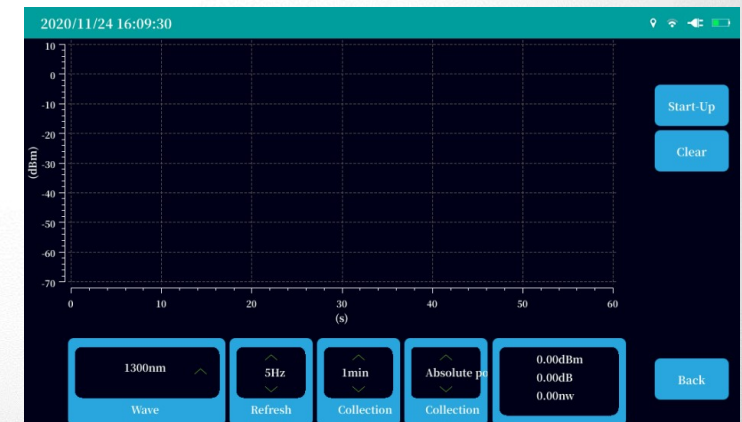 2020/11/24 16:09:30
10
0
-10
-20
-30
-40
-50
-60
-70
(dBm)
0 10 20 30 40 50 60
(s)
Start-Up
Clear
1300nm
Wave
5Hz
Refresh
1min
Collection
Absolute po
Collection
0.00dBm
0.00dB
0.00nw
Back